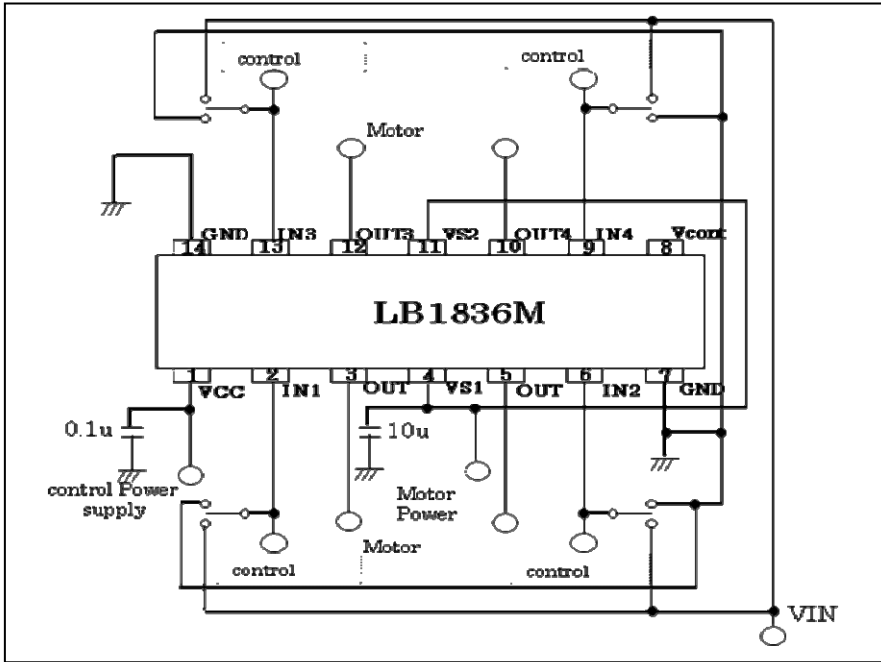 control
control
Motor
GND IN3 OUT3 VS2 OUT4 IN4 Vcont
14 13 12 11 10 9 8
LB1836M
1 2 3 4 5 6 7
VCC IN1 OUT VS1 OUT IN2 GND
0.1u
10u
control Power
supply
Motor
Power
Motor
control
control
VIN